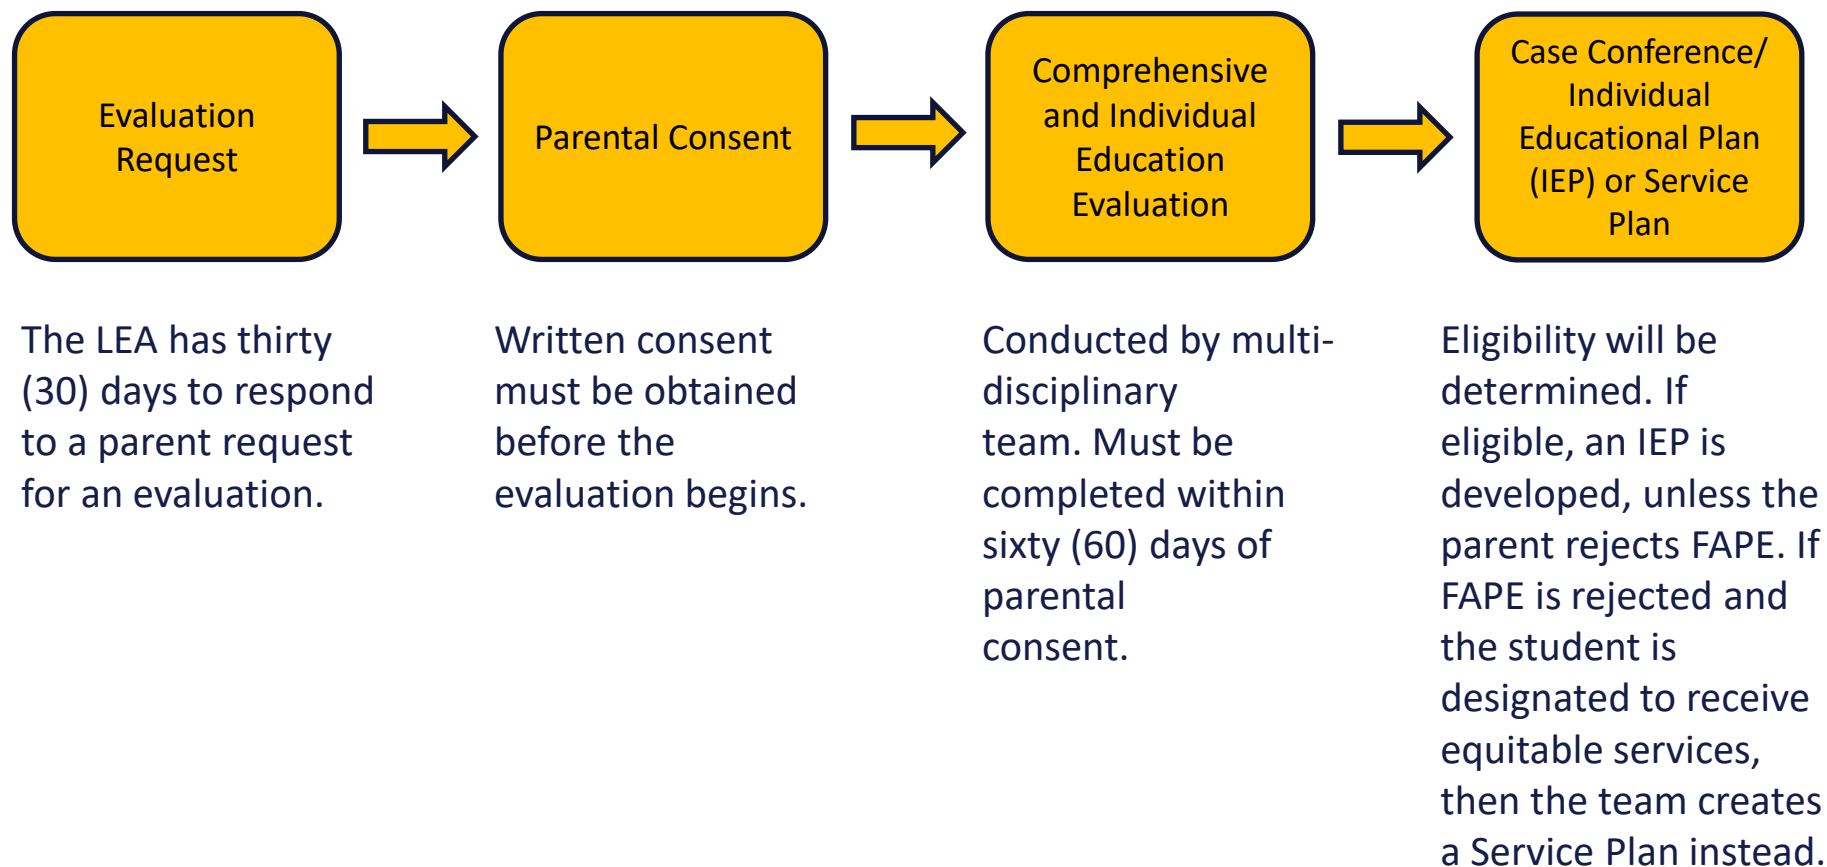 Evaluation
Request
Parental Consent
Comprehensive
and Individual
Education
Evaluation
Case Conference/
Individual
Educational Plan
(IEP) or Service
Plan
The LEA has thirty
(30) days to respond
to a parent request
for an evaluation.
Written consent
must be obtained
before the
evaluation begins.
Conducted by multi-
disciplinary
team. Must be
completed within
sixty (60) days of
parental
consent.
Eligibility will be
determined. If
eligible, an IEP is
developed, unless the
parent rejects FAPE. If
FAPE is rejected and
the student is
designated to receive
equitable services,
then the team creates
a Service Plan instead.